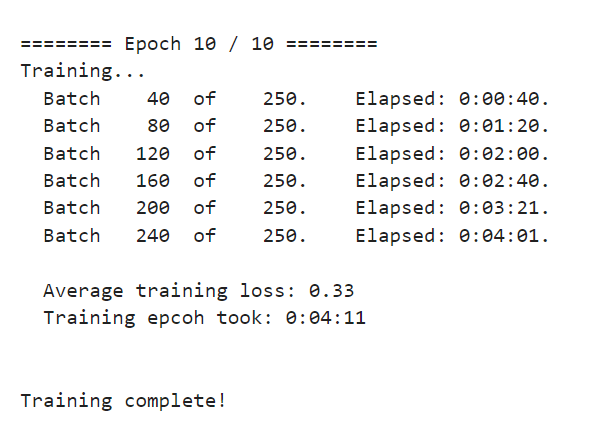 ======== Epoch 10 / 10 ========
Training...
  Batch    40  of    250.    Elapsed: 0:00:40.
  Batch    80  of    250.    Elapsed: 0:01:20.
  Batch   120  of    250.    Elapsed: 0:02:00.
  Batch   160  of    250.    Elapsed: 0:02:40.
  Batch   200  of    250.    Elapsed: 0:03:21.
  Batch   240  of    250.    Elapsed: 0:04:01.
  Average training loss: 0.33
  Training epcoh took: 0:04:11
Training complete!